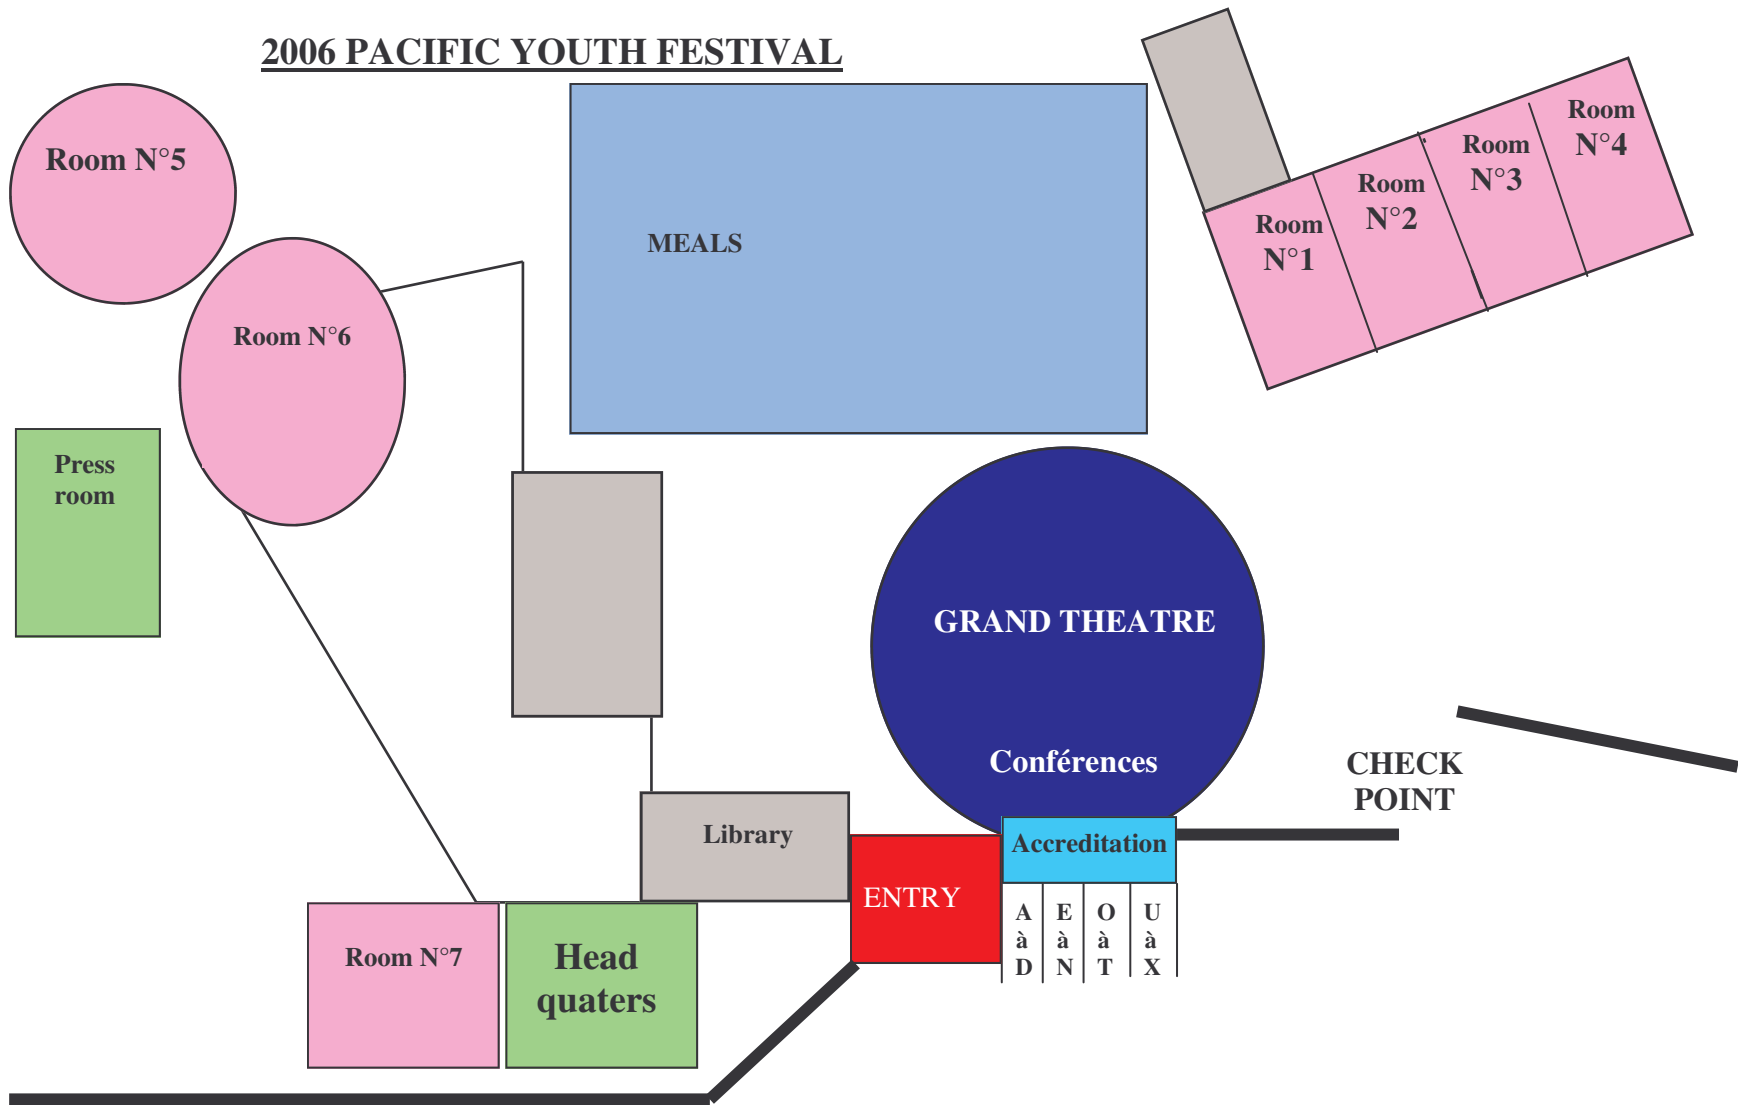 2006 PACIFIC YOUTH FESTIVAL
Room N°5
Room N°6
Press
room
MEALS
Room
N°1
Room
N°2
Room
N°3
Room
N°4
GRAND THEATRE
Conférences
CHECK
POINT
Library
ENTRY
Accreditation
A
à
D
E
à
N
O
à
T
U
à
X
Room N°7
Head
quaters